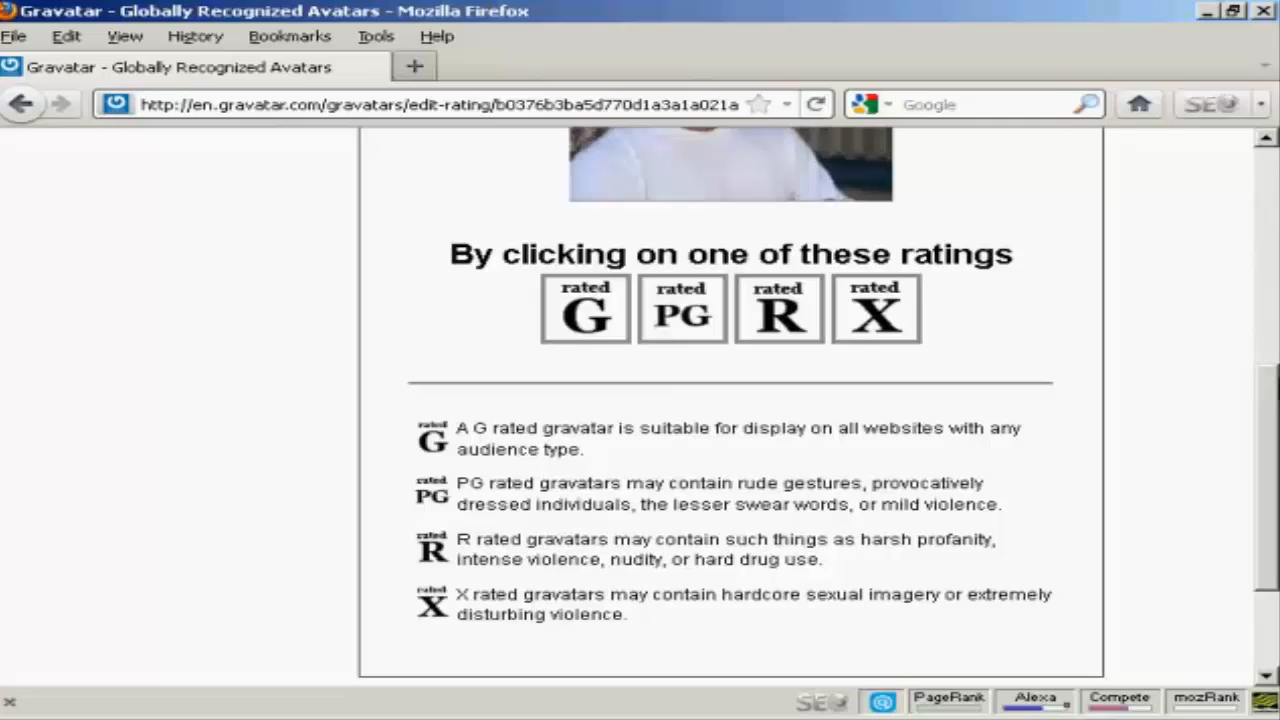 Gravatar - Globally Recognized Avatars - Mozilla Firefox
File Edit View History Bookmarks Tools Help
Gravatar - Globally Recognized Avatars
http://en.gravatar.com/gravatars/edit-rating/b0376b3ba5d770d1a3a1a021a
Google
SEO
By clicking on one of these ratings
rated G rated PG rated R rated X
rated G A G rated gravatar is suitable for display on all websites with any
audience type.
rated PG PG rated gravatars may contain rude gestures, provocatively
dressed individuals, the lesser swear words, or mild violence.
rated R R rated gravatars may contain such things as harsh profanity,
intense violence, nudity, or hard drug use.
rated X X rated gravatars may contain hardcore sexual imagery or extremely
disturbing violence.
SEO PageRank Alexa Compete mozRank